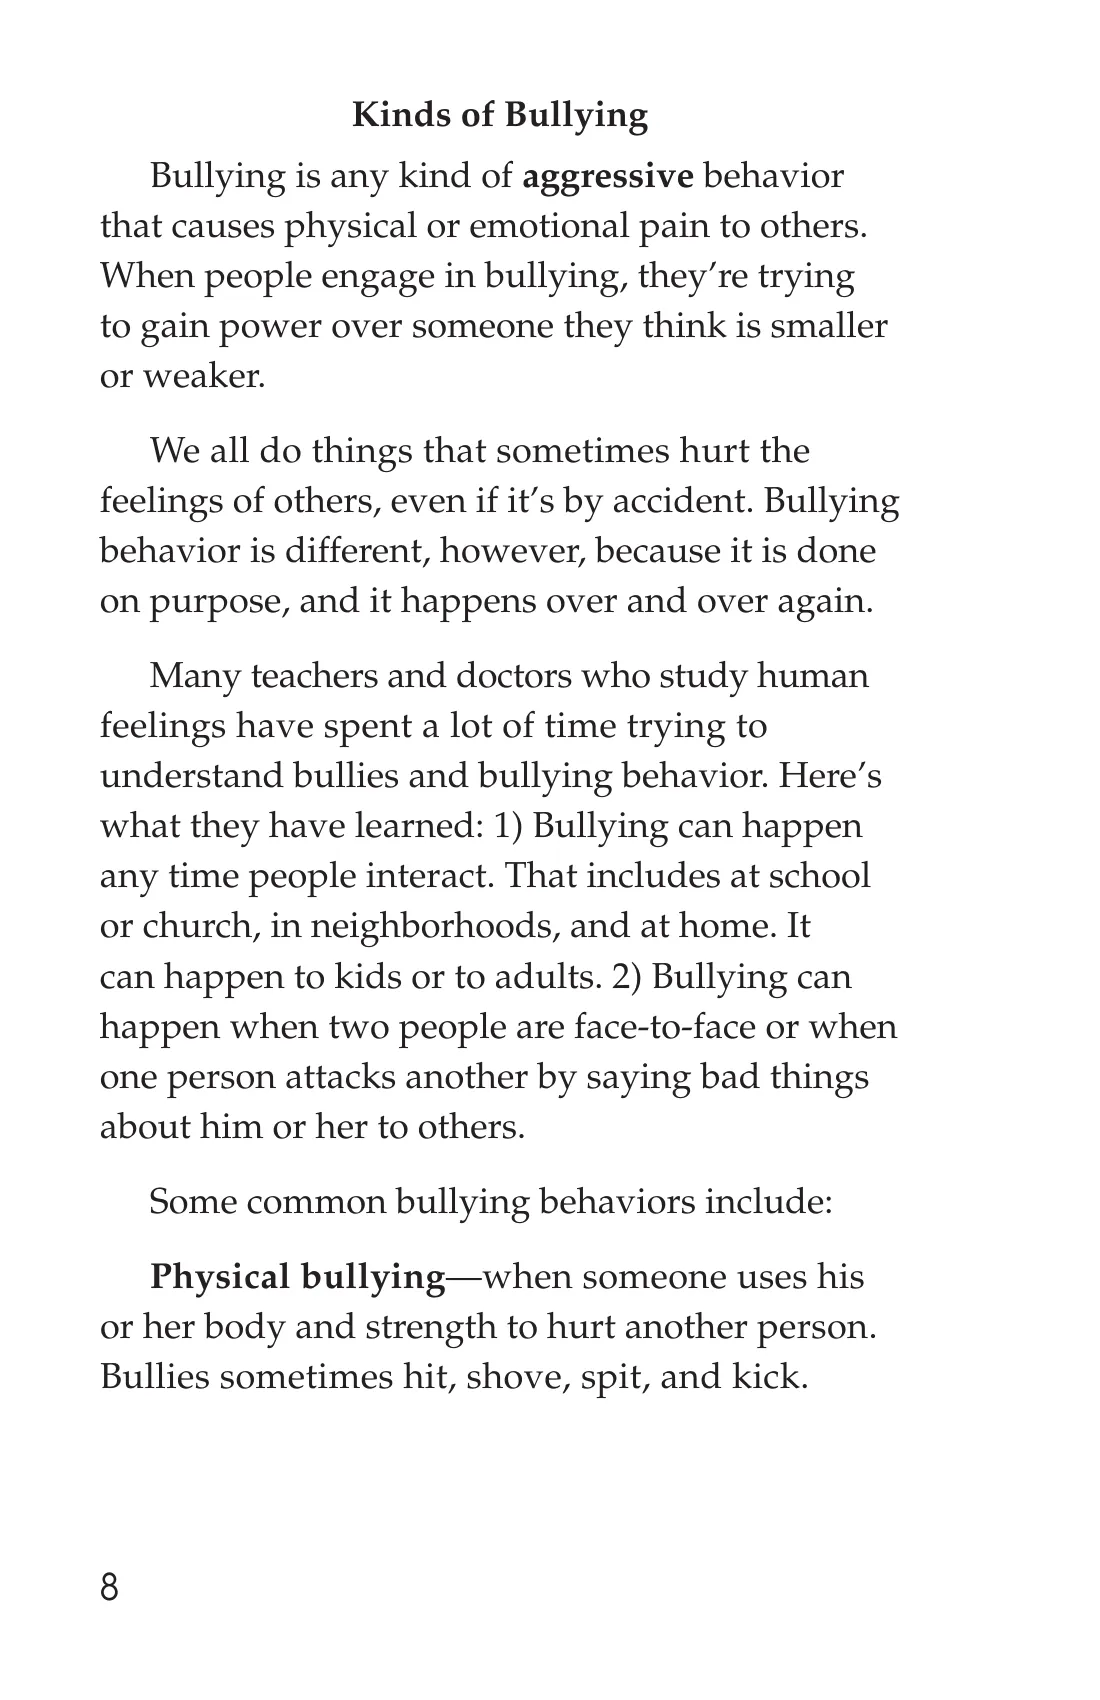 Kinds of Bullying
Bullying is any kind of aggressive behavior
that causes physical or emotional pain to others.
When people engage in bullying, they’re trying
to gain power over someone they think is smaller
or weaker.
We all do things that sometimes hurt the
feelings of others, even if it’s by accident. Bullying
behavior is different, however, because it is done
on purpose, and it happens over and over again.
Many teachers and doctors who study human
feelings have spent a lot of time trying to
understand bullies and bullying behavior. Here’s
what they have learned: 1) Bullying can happen
any time people interact. That includes at school
or church, in neighborhoods, and at home. It
can happen to kids or to adults. 2) Bullying can
happen when two people are face-to-face or when
one person attacks another by saying bad things
about him or her to others.
Some common bullying behaviors include:
Physical bullying—when someone uses his
or her body and strength to hurt another person.
Bullies sometimes hit, shove, spit, and kick.
8